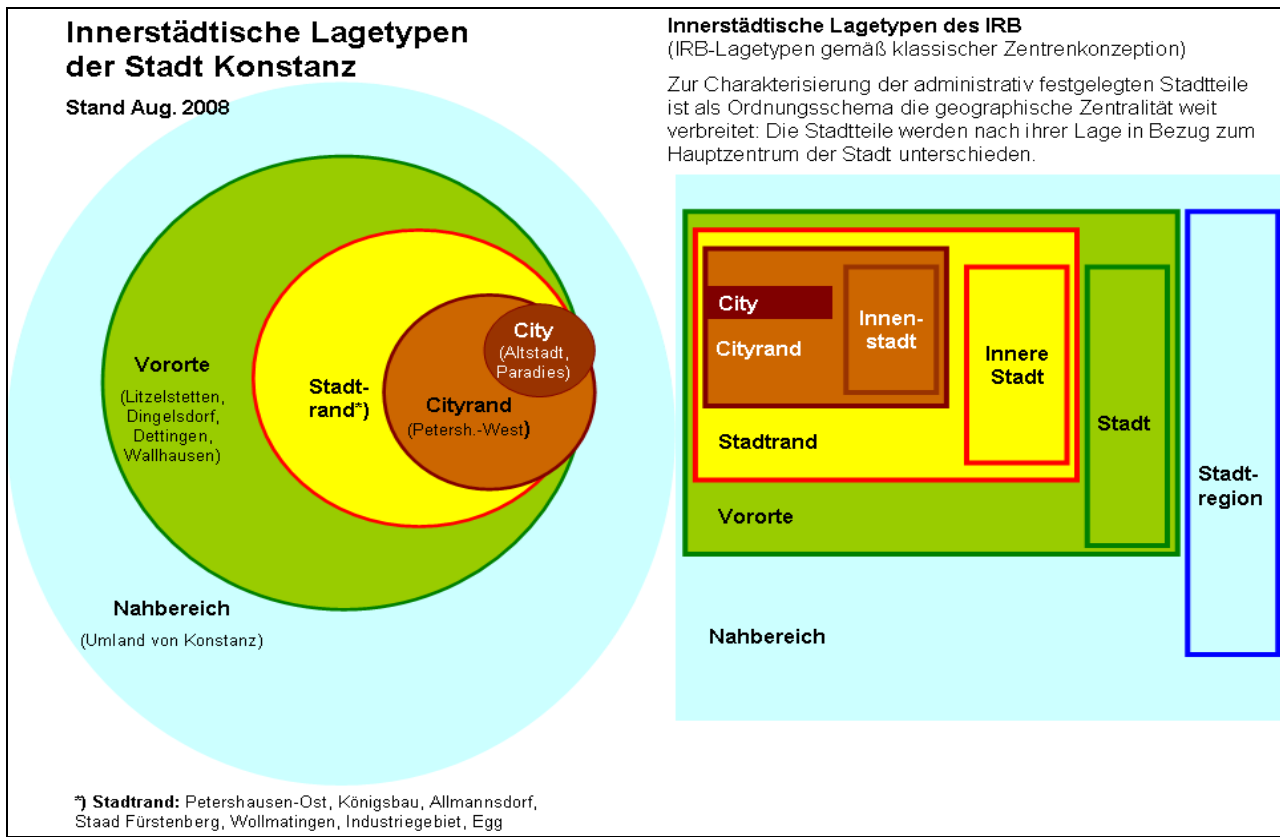 Innerstädtische Lagetypen
der Stadt Konstanz
Stand Aug. 2008
City
(Altstadt,
Paradies)
Cityrand
(Petersh.-West)
Stadt-
rand*)
Vororte
(Litzelstetten,
Dingelsdorf,
Dettingen,
Wallhausen)
Nahbereich
(Umland von Konstanz)
*) Stadtrand: Petershausen-Ost, Königsbau, Allmannsdorf,
Staad Fürstenberg, Wollmatingen, Industriegebiet, Egg
Innerstädtische Lagetypen des IRB
(IRB-Lagetypen gemäß klassischer Zentrenkonzeption)
Zur Charakterisierung der administrativ festgelegten Stadtteile
ist als Ordnungsschema die geographische Zentralität weit
verbreitet: Die Stadtteile werden nach ihrer Lage in Bezug zum
Hauptzentrum der Stadt unterschieden.
City
Cityrand
Innen-
stadt
Stadtrand
Innere
Stadt
Vororte
Stadt
Nahbereich
Stadt-
region